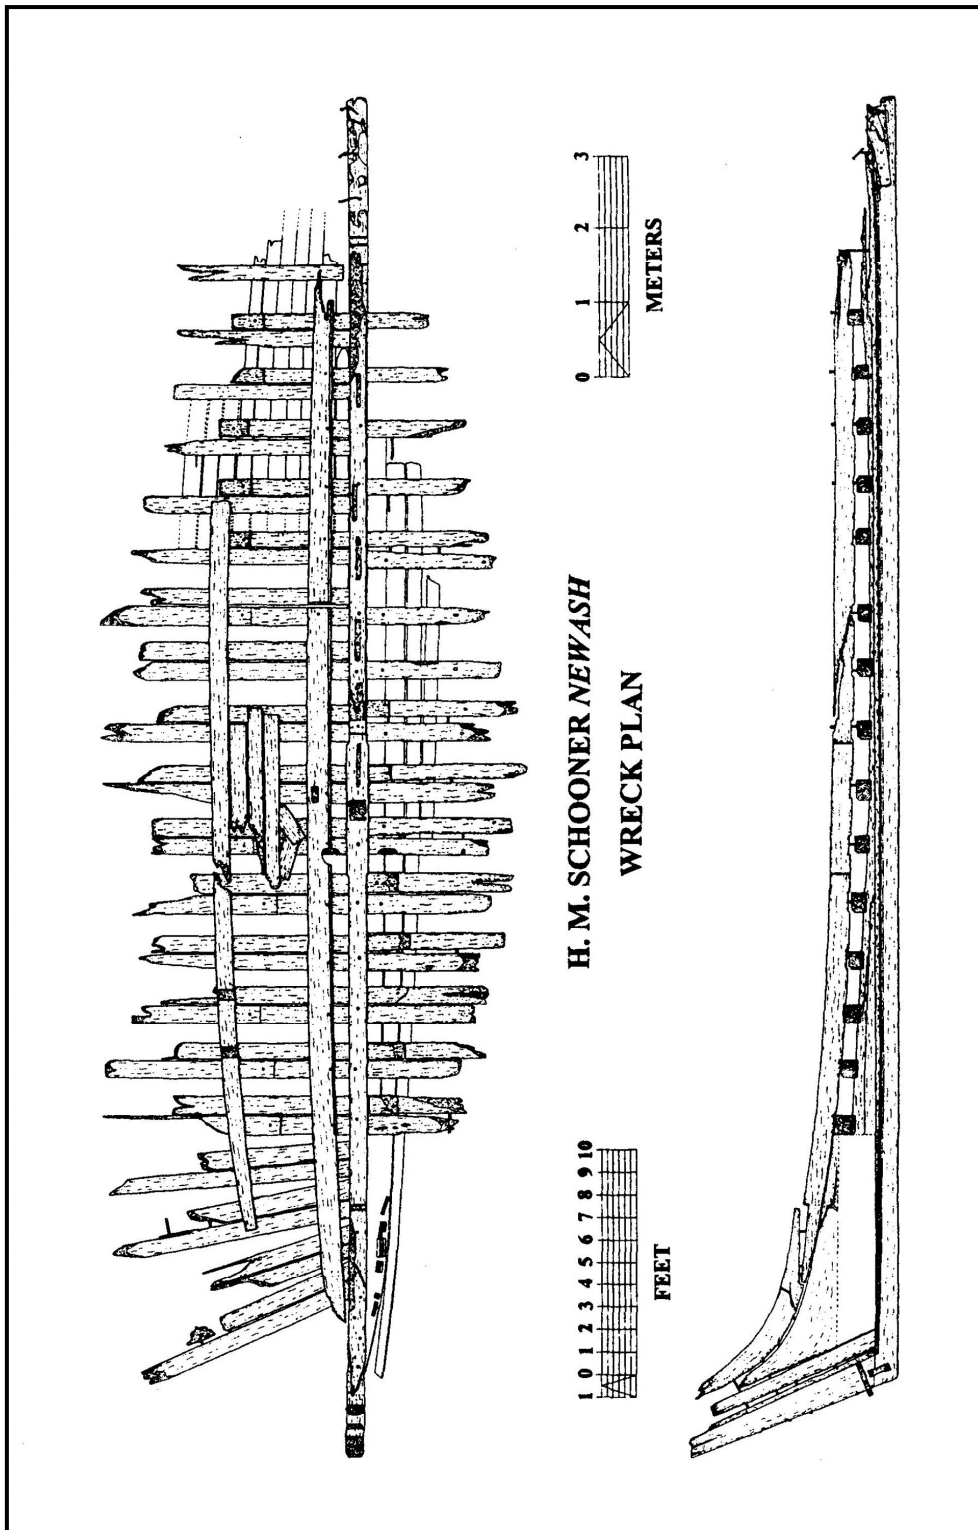 H. M. SCHOONER NEWASH
WRECK PLAN
1 0 1 2 3 4 5 6 7 8 9 10
FEET
0 1 2 3
METERS